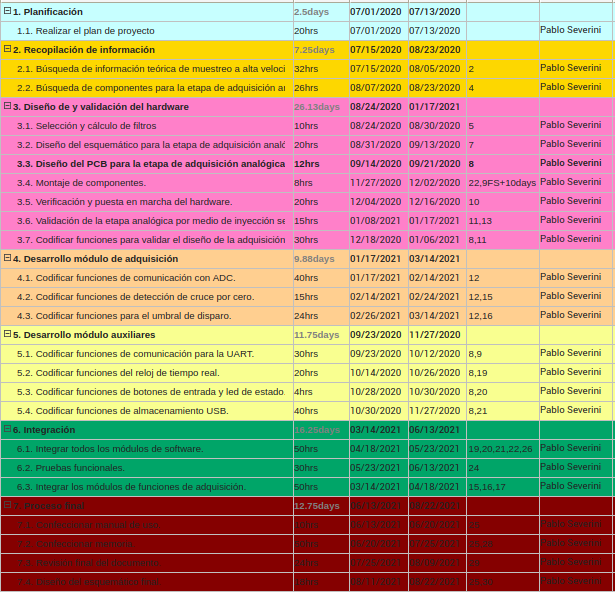 1. Planificación 2.5days 07/01/2020 07/13/2020
1.1. Realizar el plan de proyecto 20hrs 07/01/2020 07/13/2020 Pablo Severini
2. Recopilación de información 7.25days 07/15/2020 08/23/2020
2.1. Búsqueda de información teórica de muestreo a alta veloci 32hrs 07/15/2020 08/05/2020 2 Pablo Severini
2.2. Búsqueda de componentes para la etapa de adquisición ar 26hrs 08/07/2020 08/23/2020 4 Pablo Severini
3. Diseño de y validación del hardware 26.13days 08/24/2020 01/17/2021
3.1. Selección y cálculo de filtros 10hrs 08/24/2020 08/30/2020 5 Pablo Severini
3.2. Diseño del esquemático para la etapa de adquisición analó 20hrs 08/31/2020 09/13/2020 7 Pablo Severini
3.3. Diseño del PCB para la etapa de adquisición analógica 12hrs 09/14/2020 09/21/2020 8 Pablo Severini
3.4. Montaje de componentes. 8hrs 11/27/2020 12/02/2020 22,9FS+10days Pablo Severini
3.5. Verificación y puesta en marcha del hardware. 20hrs 12/04/2020 12/16/2020 10 Pablo Severini
3.6. Validación de la etapa analógica por medio de inyección se 15hrs 01/08/2021 01/17/2021 11,13 Pablo Severini
3.7. Codificar funciones para validar el diseño de la adquisición 30hrs 12/18/2020 01/06/2021 8,11 Pablo Severini
4. Desarrollo módulo de adquisición 9.88days 01/17/2021 03/14/2021
4.1. Codificar funciones de comunicación con ADC. 40hrs 01/17/2021 02/14/2021 12 Pablo Severini
4.2. Codificar funciones de detección de cruce por cero. 15hrs 02/14/2021 02/24/2021 12,15 Pablo Severini
4.3. Codificar funciones para el umbral de disparo. 24hrs 02/26/2021 03/14/2021 12,16 Pablo Severini
5. Desarrollo módulo auxiliares 11.75days 09/23/2020 11/27/2020
5.1. Codificar funciones de comunicación para la UART. 30hrs 09/23/2020 10/12/2020 8,9 Pablo Severini
5.2. Codificar funciones del reloj de tiempo real. 20hrs 10/14/2020 10/26/2020 8,19 Pablo Severini
5.3. Codificar funciones de botones de entrada y led de estado. 4hrs 10/28/2020 10/30/2020 8,20 Pablo Severini
5.4. Codificar funciones de almacenamiento USB. 40hrs 10/30/2020 11/27/2020 8,21 Pablo Severini
6. Integración 16.25days 03/14/2021 06/13/2021
6.1. Integrar todos los módulos de software. 50hrs 04/18/2021 05/23/2021 19,20,21,22,26 Pablo Severini
6.2. Pruebas funcionales. 30hrs 05/23/2021 06/13/2021 24 Pablo Severini
6.3. Integrar los módulos de funciones de adquisición. 50hrs 03/14/2021 04/18/2021 15,16,17 Pablo Severini
7. Proceso final 12.75days 06/13/2021 08/22/2021
7.1. Pablo Severini
7.2. Pablo Severini
7.3. Pablo Severini
7.4. Diseño del esquemático final Pablo Severini